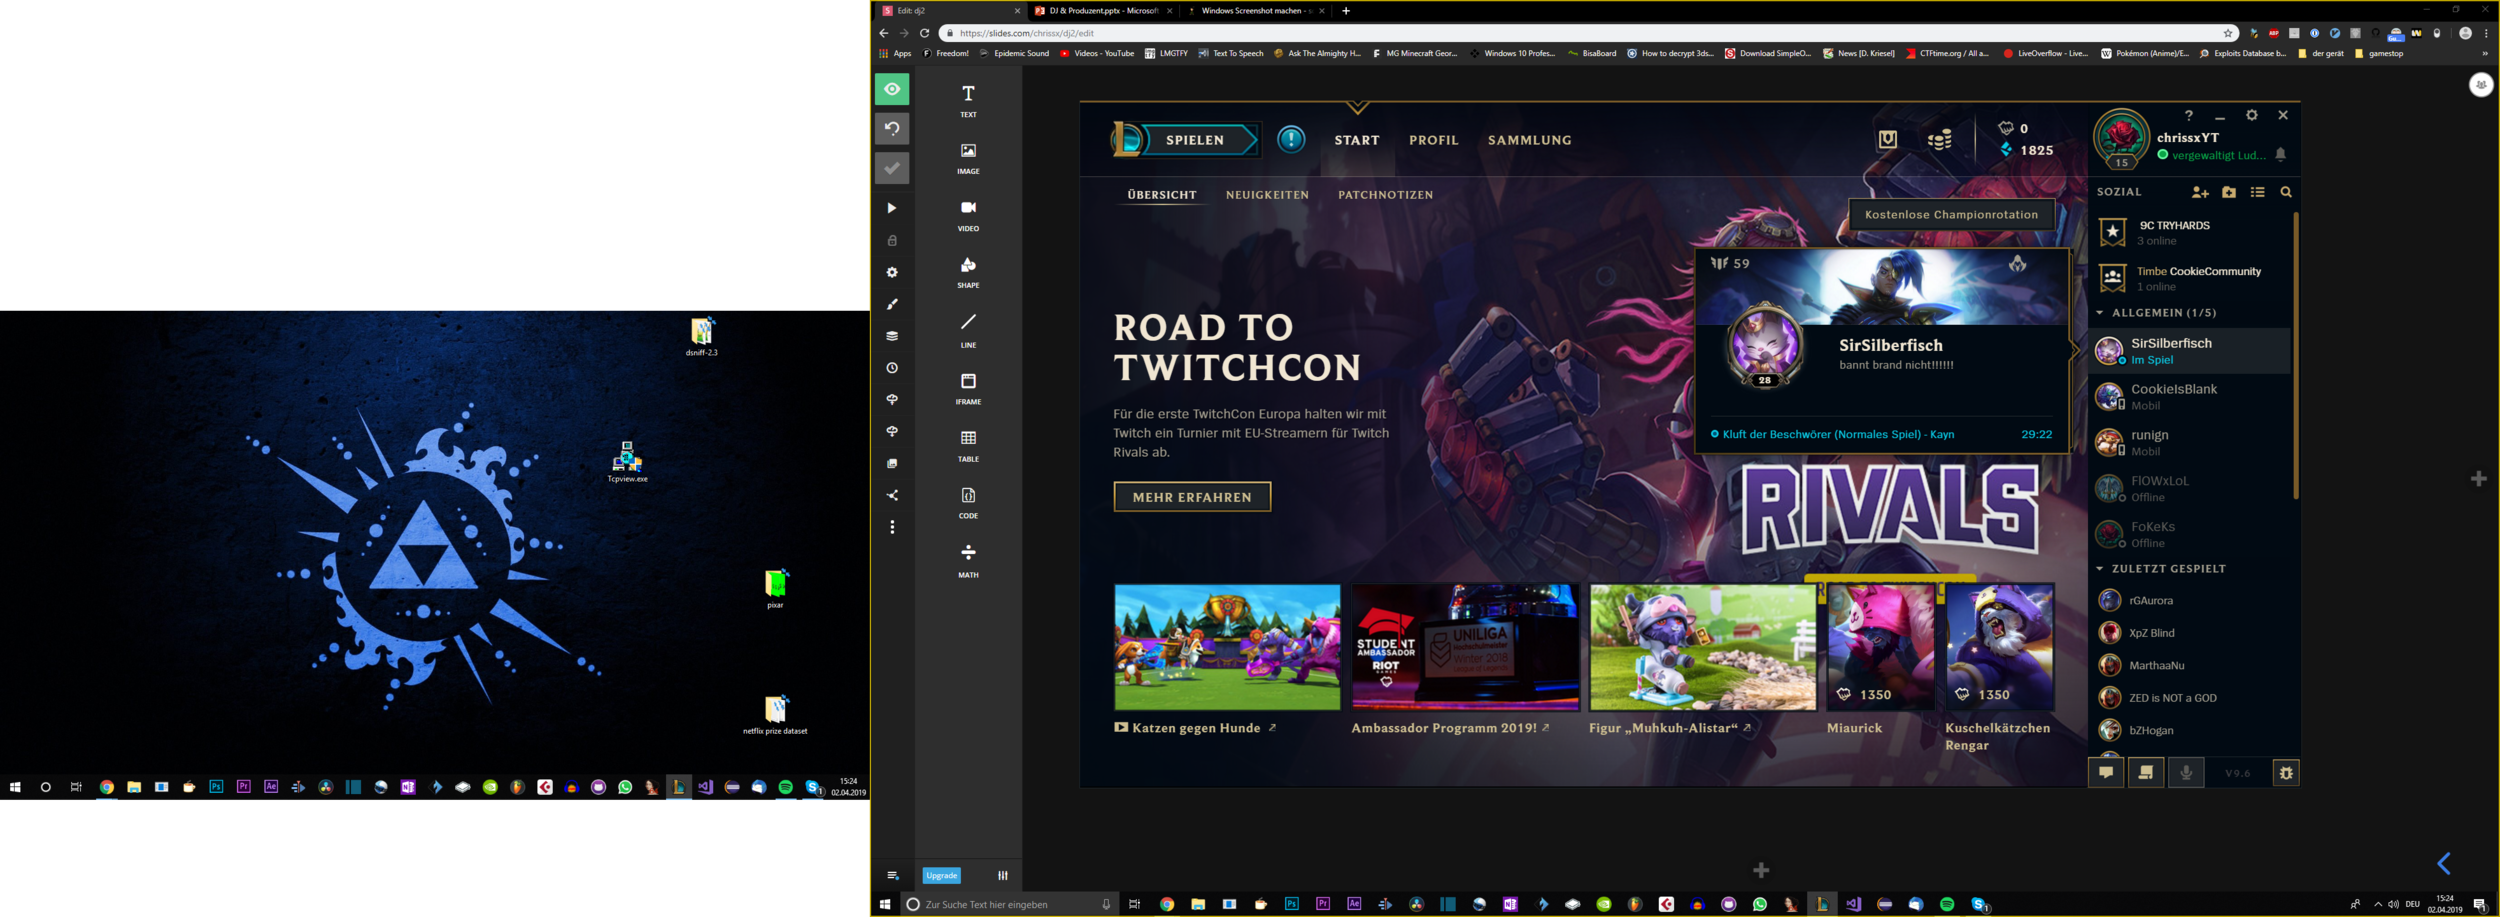 dsniff-2.3
Tcpview.exe
pixar
netflix prize dataset
15:24
02.04.2019
Edit: dj2
DJ & Produzent.pptx - Microsoft
Windows Screenshot machen - s
https://slides.com/chrissx/dj2/edit
Apps
Freedom!
Epidemic Sound
Videos - YouTube
LMGTFY
Text To Speech
Ask The Almighty H...
MG Minecraft Geor...
Windows 10 Profes...
BisaBoard
How to decrypt 3ds...
Download SimpleO...
News [D. Kriesel]
CTFtime.org / All a...
LiveOverflow - Live...
Pokémon (Anime)/E...
Exploits Database b...
der gerät
gamestop
TEXT
IMAGE
VIDEO
SHAPE
LINE
IFRAME
TABLE
CODE
MATH
Upgrade
SPIELEN
START
PROFIL
SAMMLUNG
0
1825
ÜBERSICHT
NEUIGKEITEN
PATCHNOTIZEN
Kostenlose Championrotation
ROAD TO
TWITCHCON
Für die erste TwitchCon Europa halten wir mit
Twitch ein Turnier mit EU-Streamern für Twitch
Rivals ab.
MEHR ERFAHREN
59
SirSilberfisch
bannt brand nicht!!!!!!
28
Kluft der Beschwörer (Normales Spiel) - Kayn
29:22
RIVALS
STUDENT
AMBASSADOR
RIOT
GAMES
UNILIGA
Hochschulmeister
Winter 2018
League of Legends
1350
1350
Katzen gegen Hunde
Ambassador Programm 2019!
Figur „Muhkuh-Alistar“
Miaurick
Kuschelkätzchen
Rengar
chrissxYT
15
vergewaltigt Lud...
SOZIAL
9C TRYHARDS
3 online
Timbe CookieCommunity
1 online
ALLGEMEIN (1/5)
SirSilberfisch
Im Spiel
CookieIsBlank
Mobil
runign
Mobil
FlOWxLoL
Offline
FoKeKs
Offline
ZULETZT GESPIELT
rGAurora
XpZ Blind
MarthaaNu
ZED is NOT a GOD
bZHogan
V9.6
Zur Suche Text hier eingeben
DEU
15:24
02.04.2019